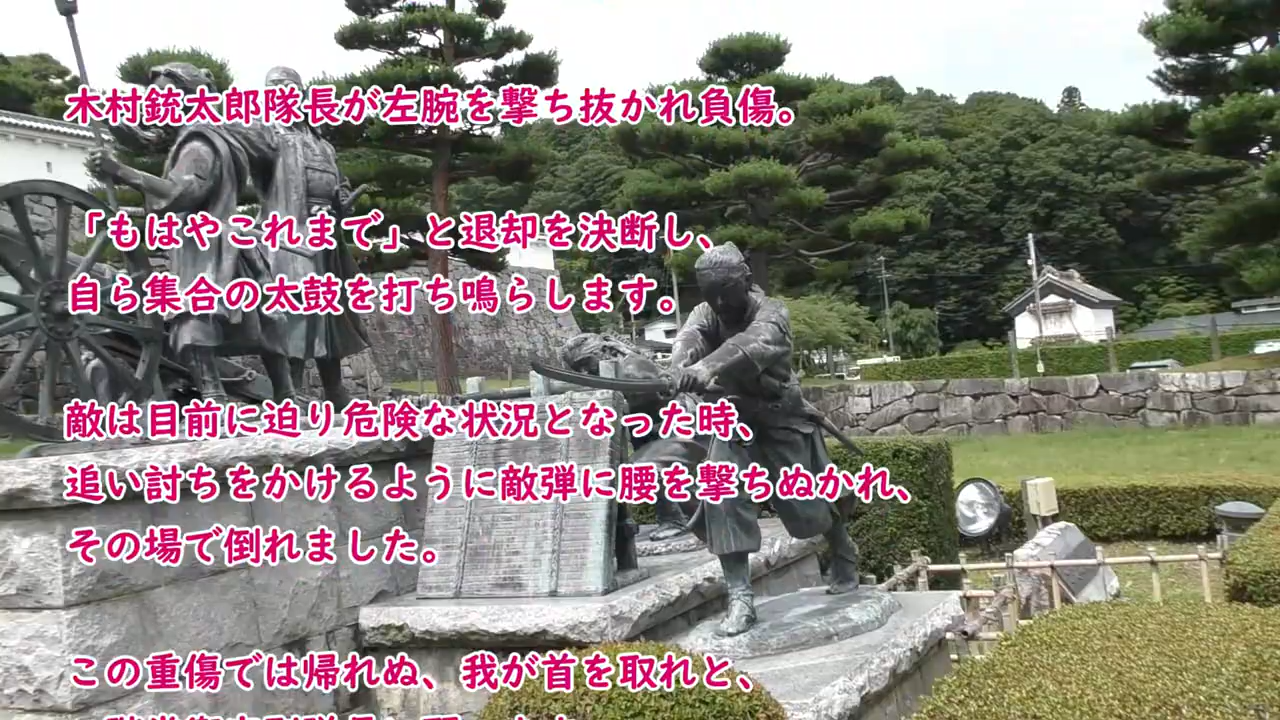 木村銃太郎隊長が左腕を撃ち抜かれ負傷。
「もはやこれまで」と退却を決断し、
自ら集合の太鼓を打ち鳴らします。
敵は目前に迫り危険な状況となった時、
追い討ちをかけるように敵弾に腰を撃ちぬかれ、
その場で倒れました。
この重傷では帰れぬ、我が首を取れと、